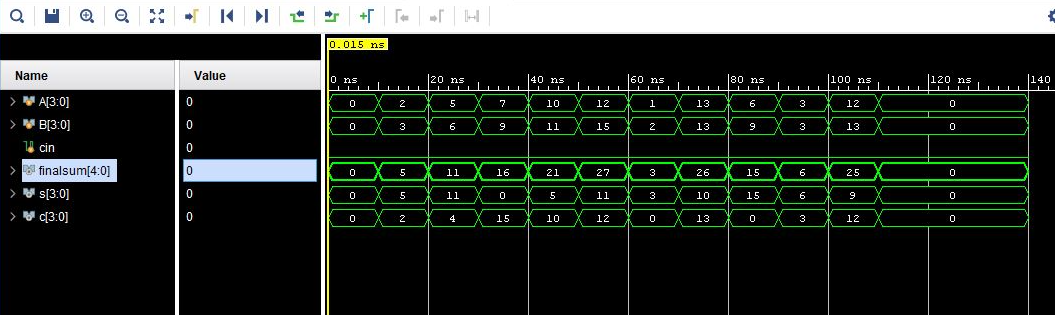 0.015 ns
Name Value
0 ns 20 ns 40 ns 60 ns 80 ns 100 ns 120 ns 140
A[3:0] 0 0 2 5 7 10 12 1 13 6 3 12 0
B[3:0] 0 0 3 6 9 11 15 2 13 9 3 13 0
cin 0
finalsum[4:0] 0 0 5 11 16 21 27 3 26 15 6 25 0
s[3:0] 0 0 5 11 0 5 11 3 10 15 6 9 0
c[3:0] 0 0 2 4 15 10 12 0 13 0 3 12 0